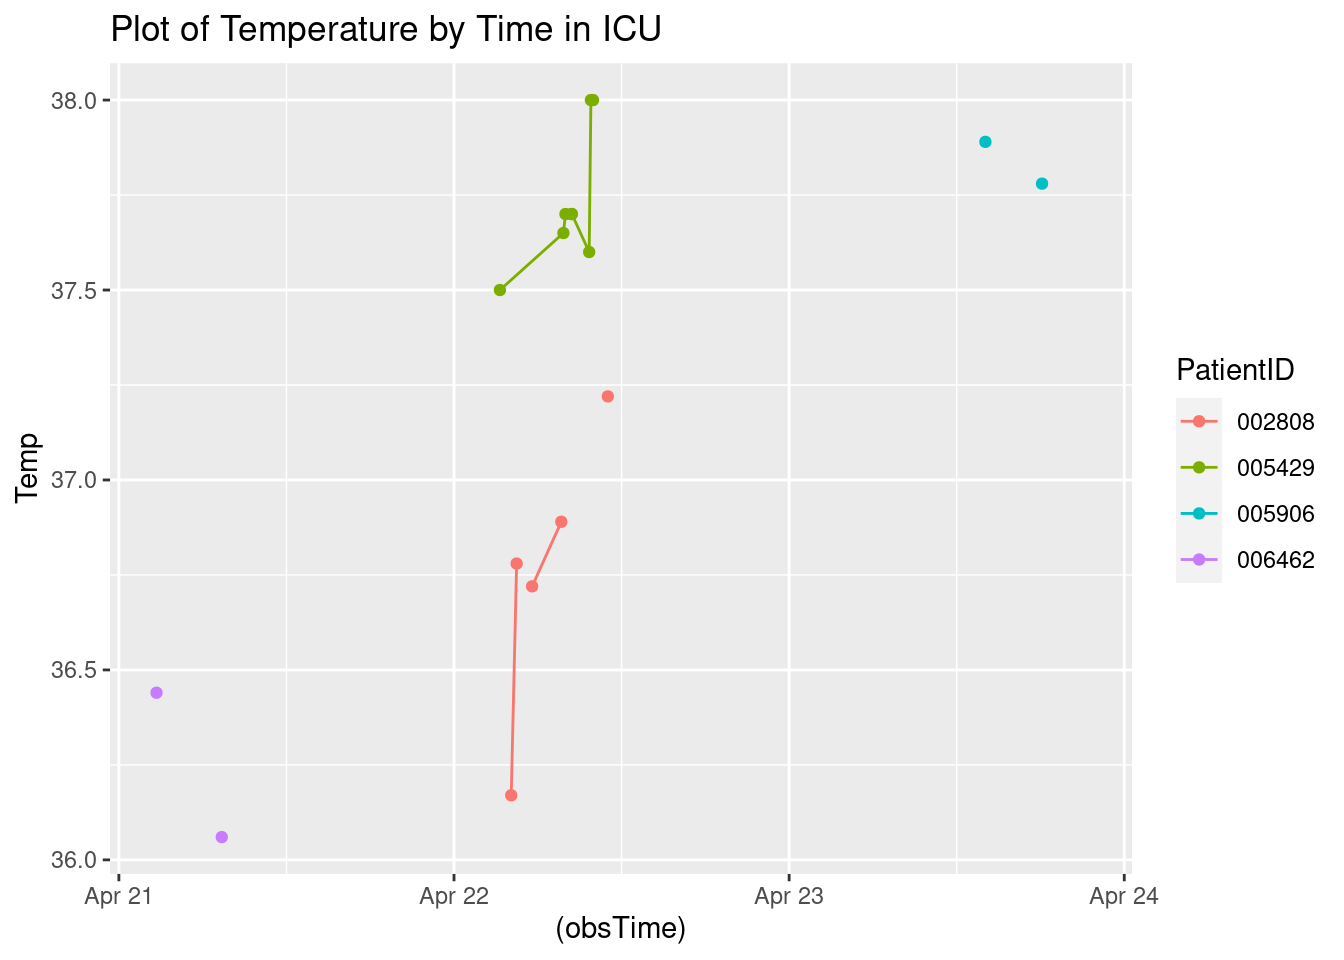 Plot of Temperature by Time in ICU
38.0
37.5
37.0
36.5
36.0
Temp
Apr 21
Apr 22
Apr 23
Apr 24
(obsTime)
PatientID
002808
005429
005906
006462